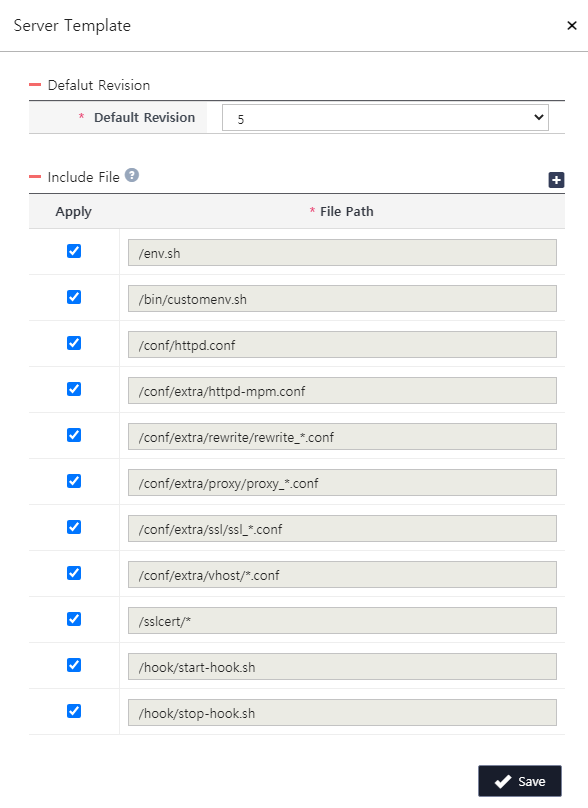 Server Template
Defalut Revision
* Default Revision 5
Include File ?
Apply * File Path
/env.sh
/bin/customenv.sh
/conf/httpd.conf
/conf/extra/httpd-mpm.conf
/conf/extra/rewrite/rewrite_*.conf
/conf/extra/proxy/proxy_*.conf
/conf/extra/ssl/ssl_*.conf
/conf/extra/vhost/*.conf
/sslcert/*
/hook/start-hook.sh
/hook/stop-hook.sh
Save